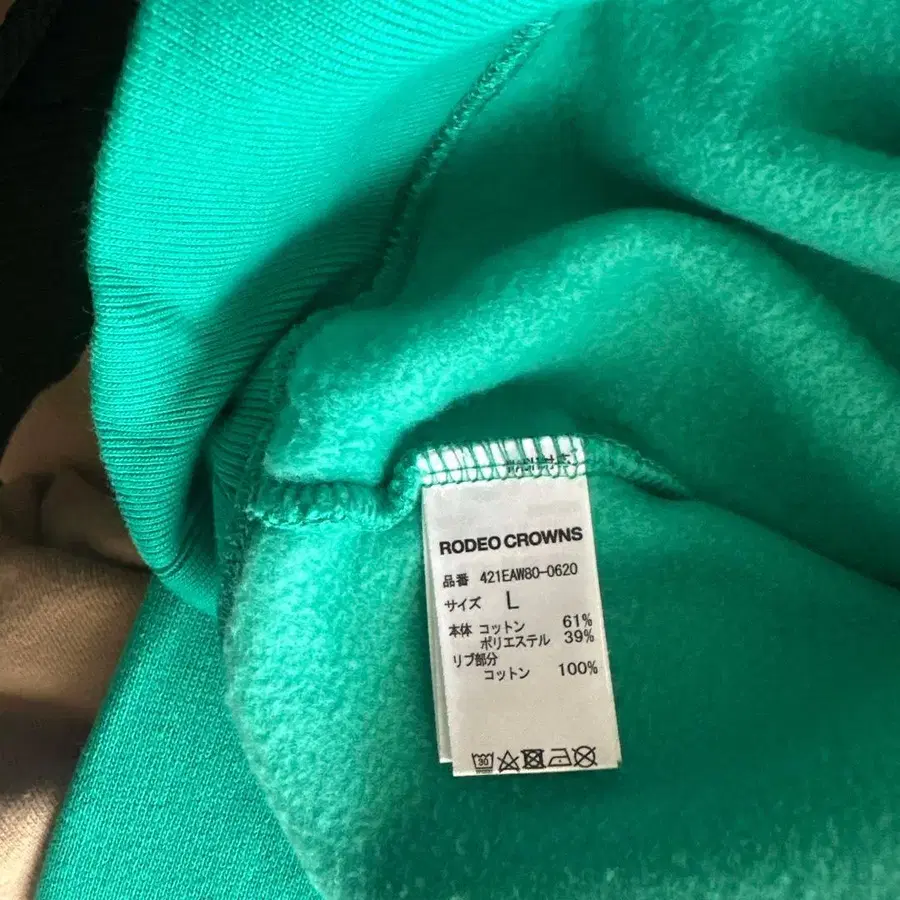 RODEO CROWNS
品番 421EAW80-0620
サイズ L
本体 コットン 61%
ポリエステル 39%
リブ部分
コットン 100%
30